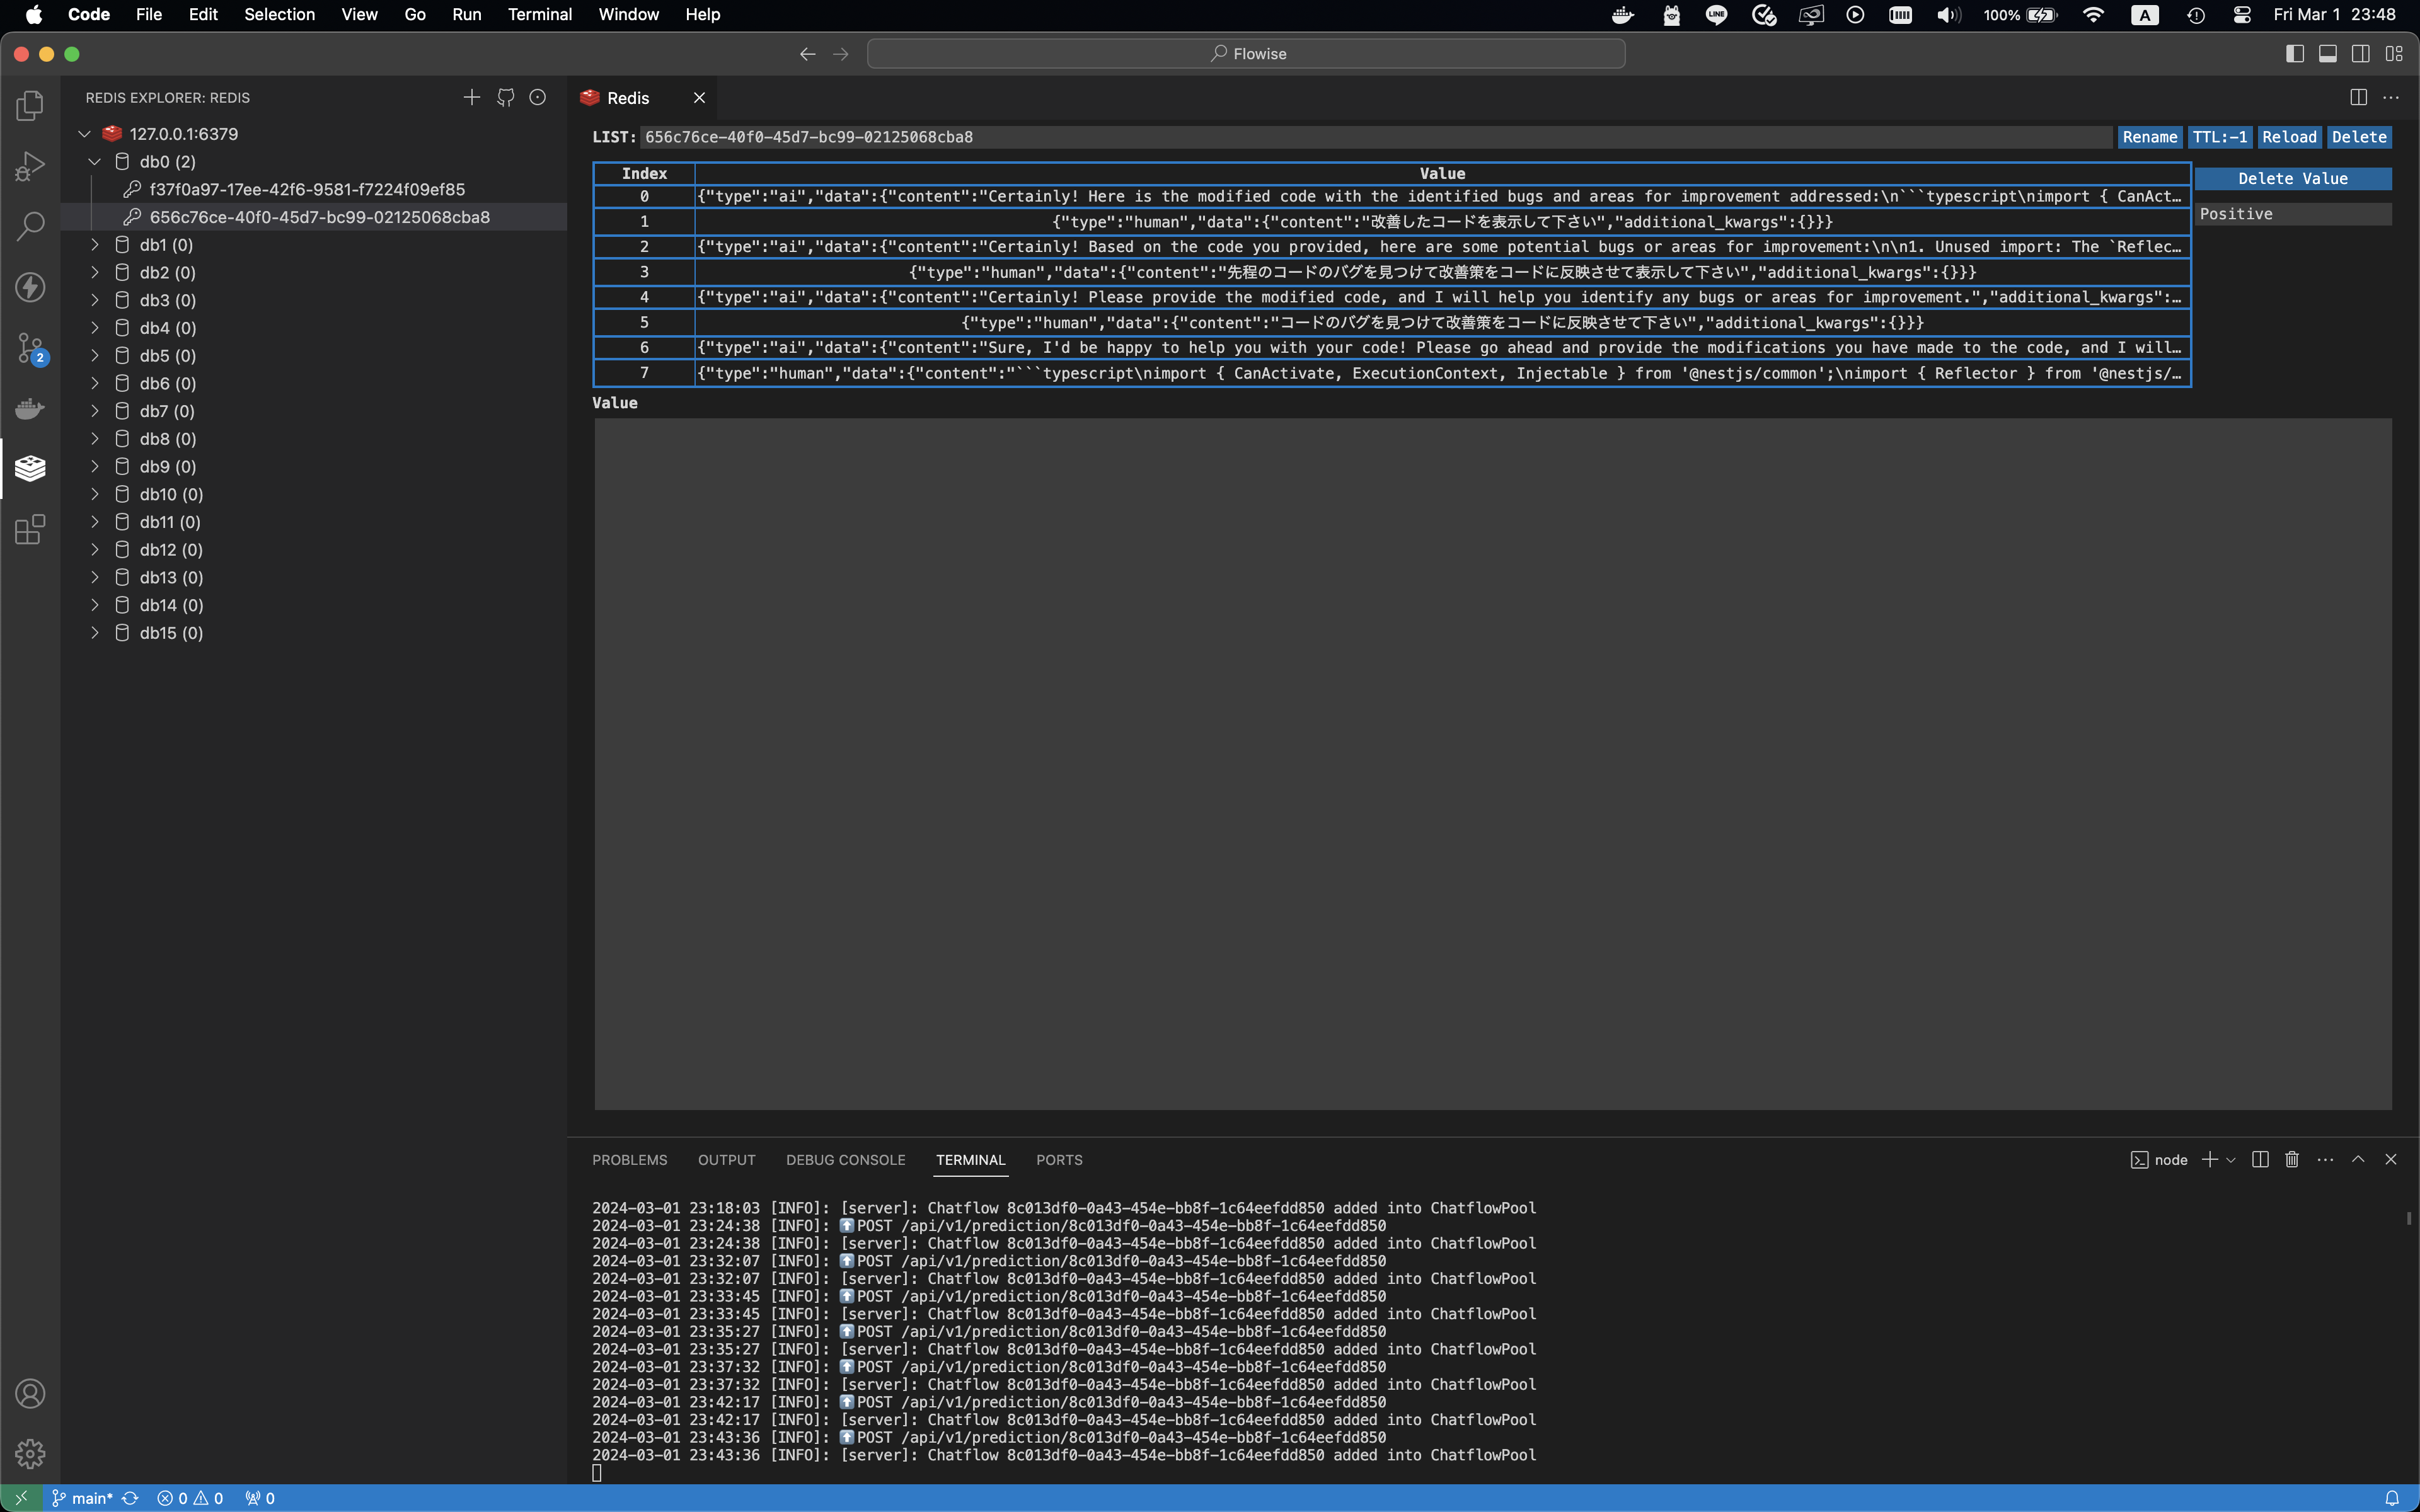 Code File Edit Selection View Go Run Terminal Window Help LINE 100% A Fri Mar 1 23:48
Flowise
REDIS EXPLORER: REDIS
127.0.0.1:6379
db0 (2)
f37f0a97-17ee-42f6-9581-f7224f09ef85
656c76ce-40f0-45d7-bc99-02125068cba8
db1 (0)
db2 (0)
db3 (0)
db4 (0)
db5 (0)
db6 (0)
db7 (0)
db8 (0)
db9 (0)
db10 (0)
db11 (0)
db12 (0)
db13 (0)
db14 (0)
db15 (0)
2
Redis
LIST: 656c76ce-40f0-45d7-bc99-02125068cba8 Rename TTL:-1 Reload Delete
Index Value
0 {"type":"ai","data":{"content":"Certainly! Here is the modified code with the identified bugs and areas for improvement addressed:\n```typescript\nimport { CanAct…
1 {"type":"human","data":{"content":"改善したコードを表示して下さい","additional_kwargs":{}}}
2 {"type":"ai","data":{"content":"Certainly! Based on the code you provided, here are some potential bugs or areas for improvement:\n\n1. Unused import: The `Reflec…
3 {"type":"human","data":{"content":"先程のコードのバグを見つけて改善策をコードに反映させて表示して下さい","additional_kwargs":{}}}
4 {"type":"ai","data":{"content":"Certainly! Please provide the modified code, and I will help you identify any bugs or areas for improvement.","additional_kwargs":…
5 {"type":"human","data":{"content":"コードのバグを見つけて改善策をコードに反映させて下さい","additional_kwargs":{}}}
6 {"type":"ai","data":{"content":"Sure, I'd be happy to help you with your code! Please go ahead and provide the modifications you have made to the code, and I will…
7 {"type":"human","data":{"content":"```typescript\nimport { CanActivate, ExecutionContext, Injectable } from '@nestjs/common';\nimport { Reflector } from '@nestjs/…
Delete Value
Positive
Value
PROBLEMS OUTPUT DEBUG CONSOLE TERMINAL PORTS node
2024-03-01 23:18:03 [INFO]: [server]: Chatflow 8c013df0-0a43-454e-bb8f-1c64eefdd850 added into ChatflowPool
2024-03-01 23:24:38 [INFO]: ⬆️POST /api/v1/prediction/8c013df0-0a43-454e-bb8f-1c64eefdd850
2024-03-01 23:24:38 [INFO]: [server]: Chatflow 8c013df0-0a43-454e-bb8f-1c64eefdd850 added into ChatflowPool
2024-03-01 23:32:07 [INFO]: ⬆️POST /api/v1/prediction/8c013df0-0a43-454e-bb8f-1c64eefdd850
2024-03-01 23:32:07 [INFO]: [server]: Chatflow 8c013df0-0a43-454e-bb8f-1c64eefdd850 added into ChatflowPool
2024-03-01 23:33:45 [INFO]: ⬆️POST /api/v1/prediction/8c013df0-0a43-454e-bb8f-1c64eefdd850
2024-03-01 23:33:45 [INFO]: [server]: Chatflow 8c013df0-0a43-454e-bb8f-1c64eefdd850 added into ChatflowPool
2024-03-01 23:35:27 [INFO]: ⬆️POST /api/v1/prediction/8c013df0-0a43-454e-bb8f-1c64eefdd850
2024-03-01 23:35:27 [INFO]: [server]: Chatflow 8c013df0-0a43-454e-bb8f-1c64eefdd850 added into ChatflowPool
2024-03-01 23:37:32 [INFO]: ⬆️POST /api/v1/prediction/8c013df0-0a43-454e-bb8f-1c64eefdd850
2024-03-01 23:37:32 [INFO]: [server]: Chatflow 8c013df0-0a43-454e-bb8f-1c64eefdd850 added into ChatflowPool
2024-03-01 23:42:17 [INFO]: ⬆️POST /api/v1/prediction/8c013df0-0a43-454e-bb8f-1c64eefdd850
2024-03-01 23:42:17 [INFO]: [server]: Chatflow 8c013df0-0a43-454e-bb8f-1c64eefdd850 added into ChatflowPool
2024-03-01 23:43:36 [INFO]: ⬆️POST /api/v1/prediction/8c013df0-0a43-454e-bb8f-1c64eefdd850
2024-03-01 23:43:36 [INFO]: [server]: Chatflow 8c013df0-0a43-454e-bb8f-1c64eefdd850 added into ChatflowPool
main* 0 0 0